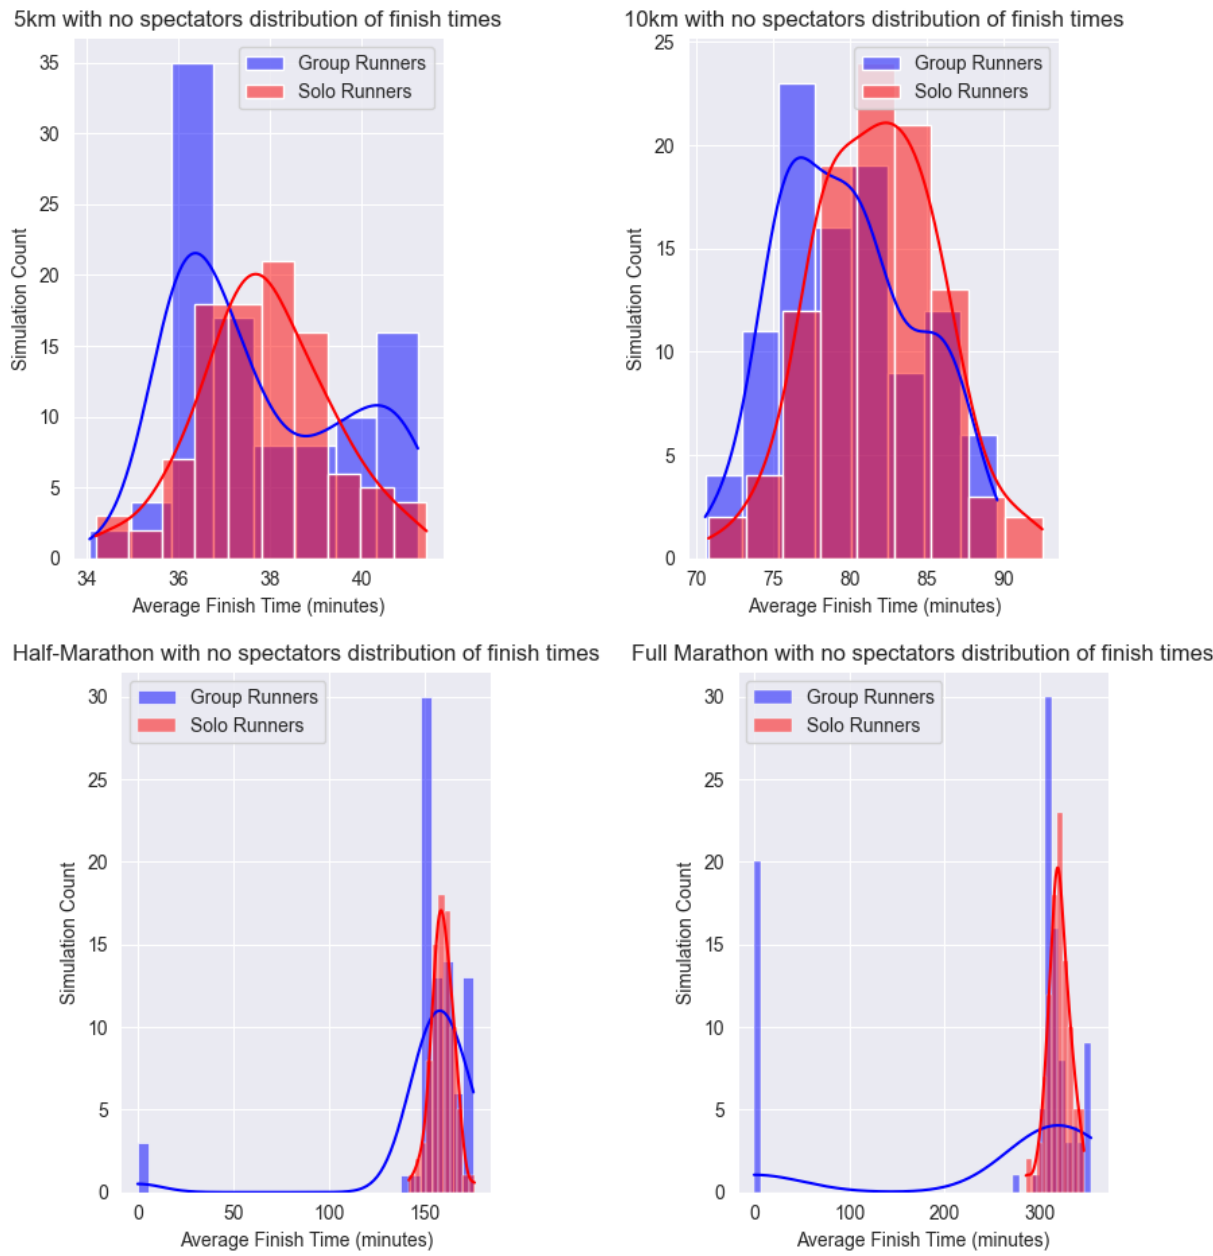 5km with no spectators distribution of finish times
Group Runners
Solo Runners
35
30
25
20
15
10
5
0
Simulation Count
34 36 38 40
Average Finish Time (minutes)
10km with no spectators distribution of finish times
Group Runners
Solo Runners
25
20
15
10
5
0
Simulation Count
70 75 80 85 90
Average Finish Time (minutes)
Half-Marathon with no spectators distribution of finish times
Group Runners
Solo Runners
30
25
20
15
10
5
0
Simulation Count
0 50 100 150
Average Finish Time (minutes)
Full Marathon with no spectators distribution of finish times
Group Runners
Solo Runners
30
25
20
15
10
5
0
Simulation Count
0 100 200 300
Average Finish Time (minutes)